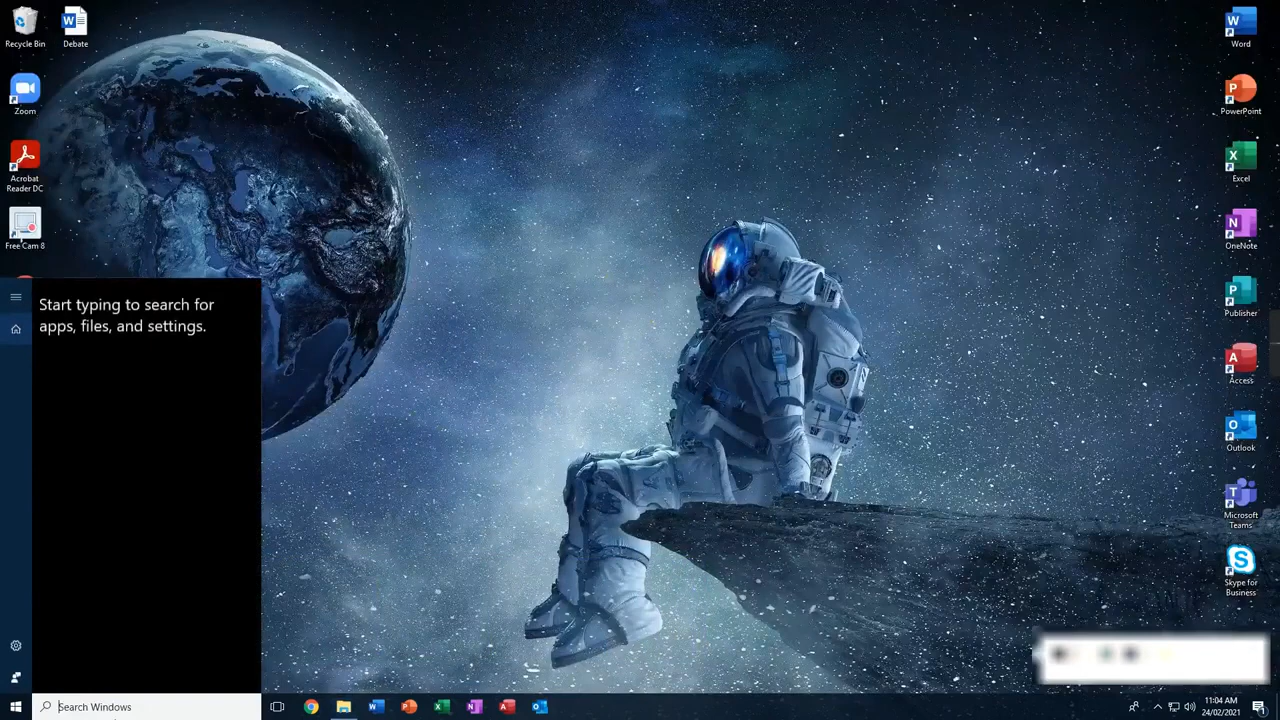 Recycle Bin
Debate
Zoom
Acrobat
Reader DC
Free Cam 8
Word
PowerPoint
Excel
OneNote
Publisher
Access
Outlook
Microsoft
Teams
Skype for
Business
Start typing to search for
apps, files, and settings.
Search Windows
11:04 AM
24/02/2021